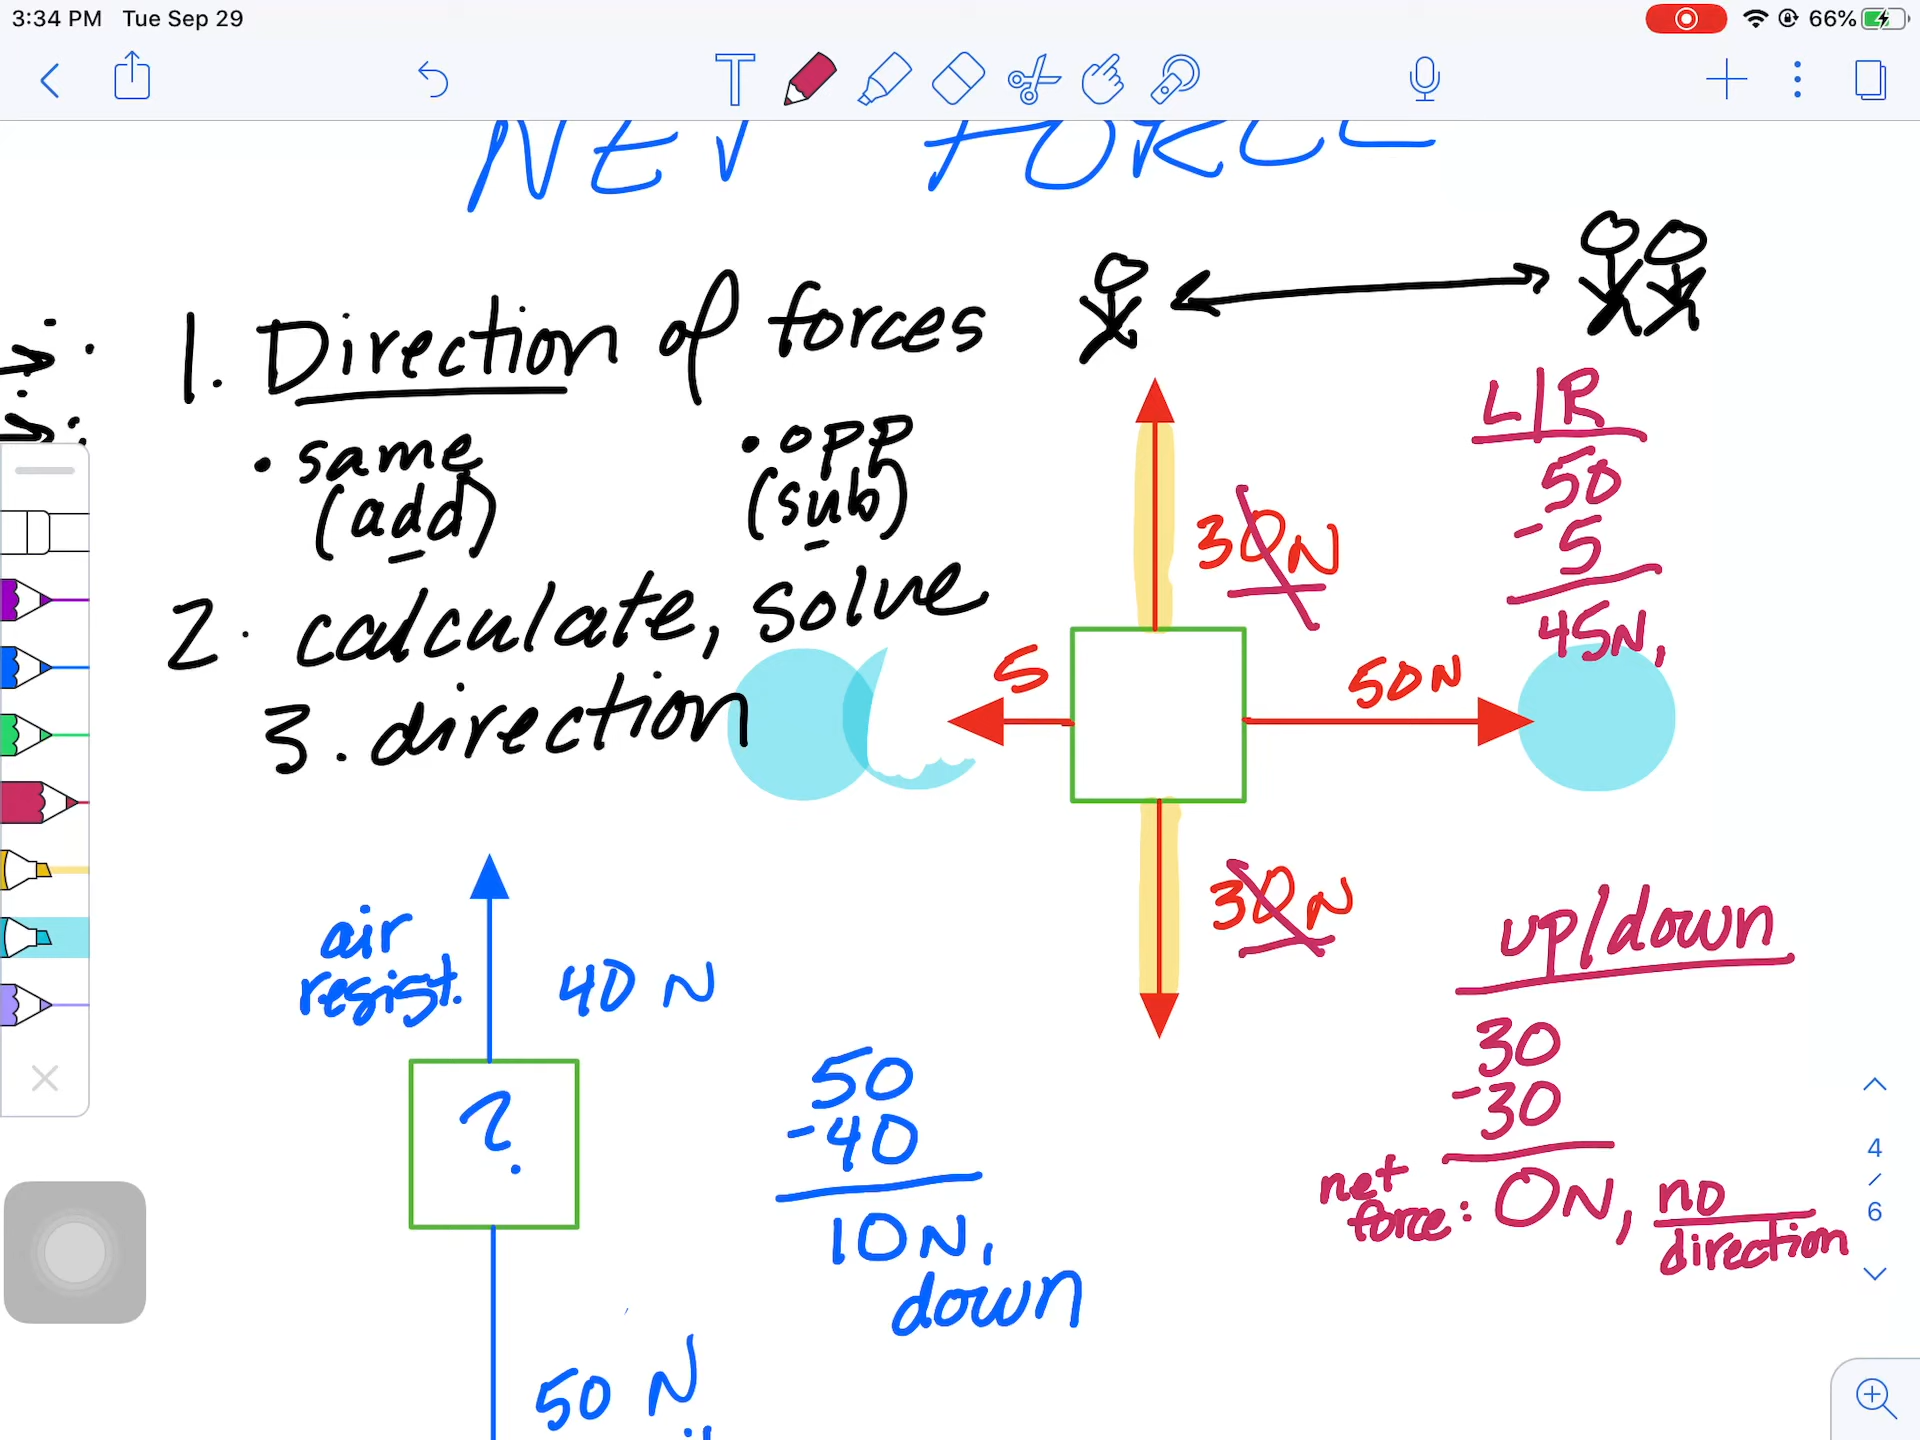 3:34 PM Tue Sep 29
66%
NET FORCE
1. Direction of forces
• same
(add)
• opp
(sub)
2. calculate, solve
3. direction
L/R
50
-5
45N,
30N
5
50N
30N
up/down
30
-30
net force: 0N, no direction
air
resist.
40 N
?
50
-40
10N,
down
50 N
4
/
6